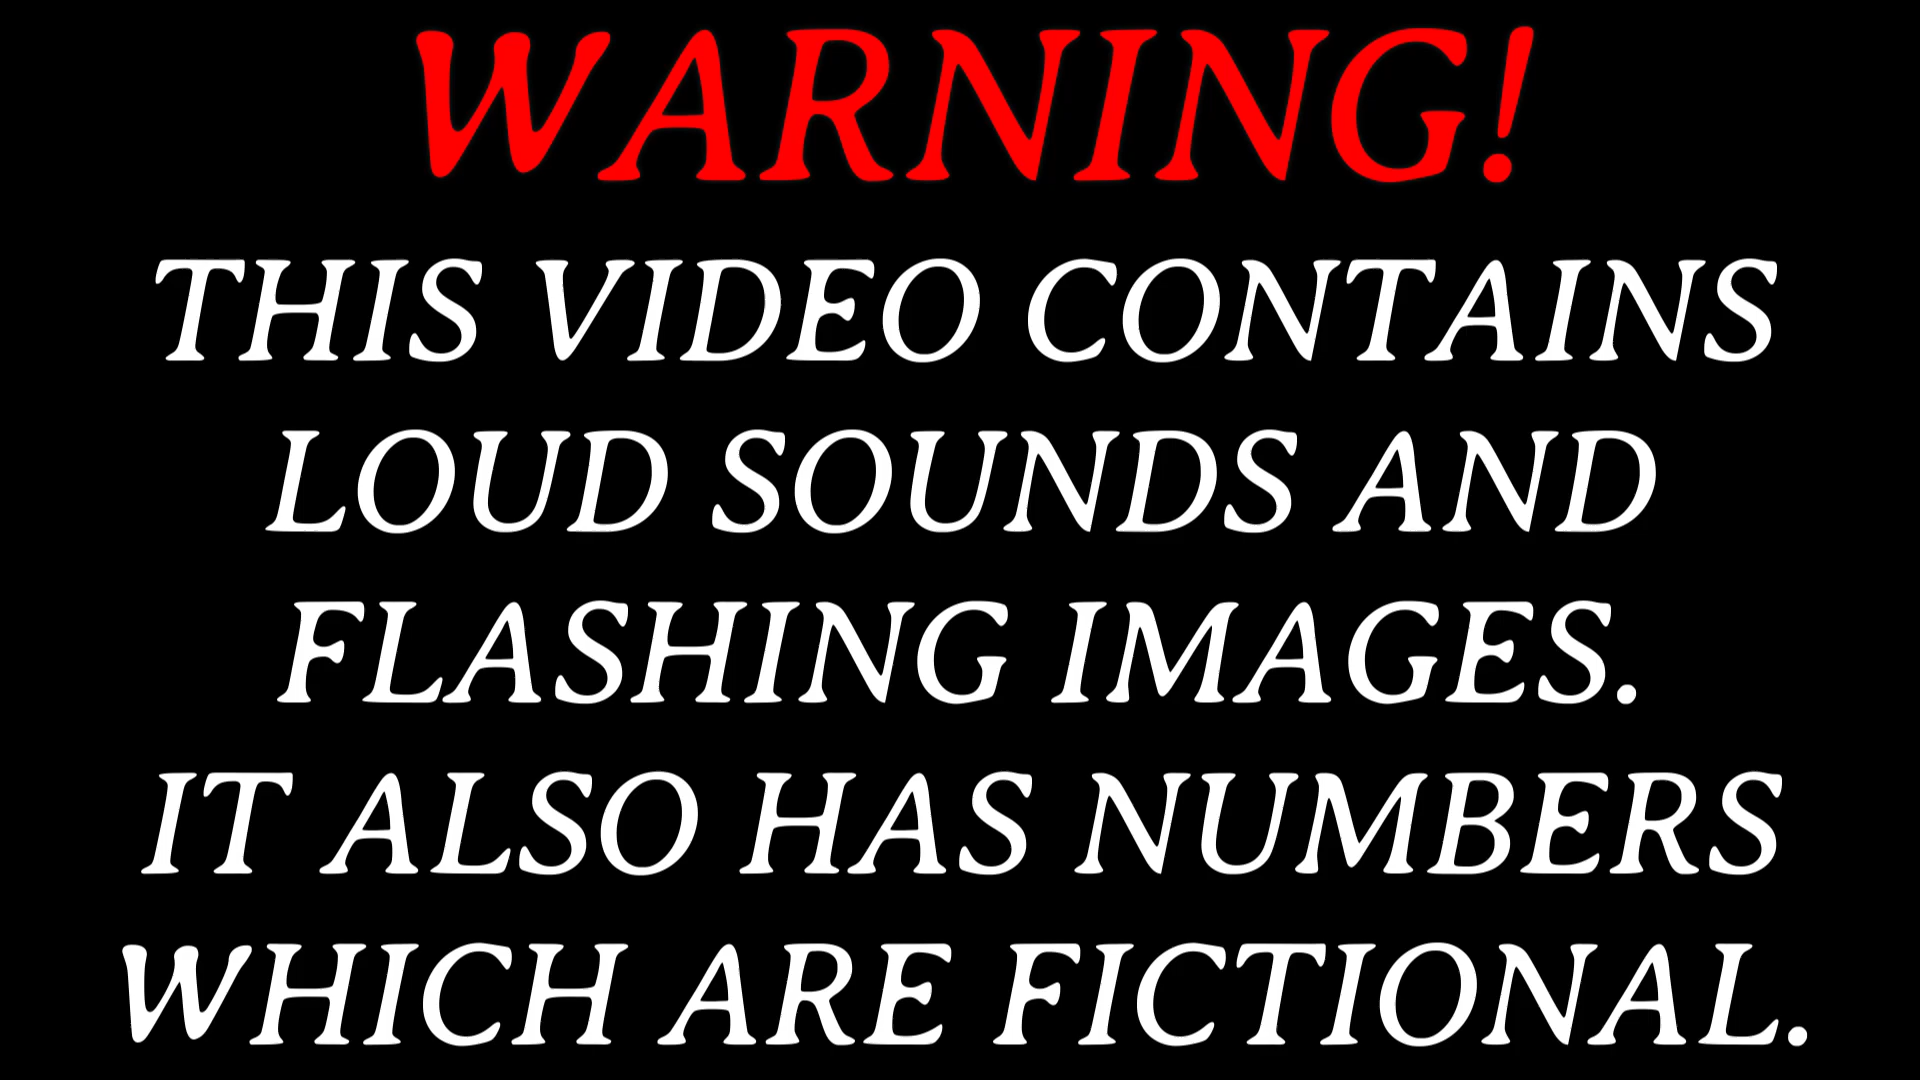 WARNING!
THIS VIDEO CONTAINS
LOUD SOUNDS AND
FLASHING IMAGES.
IT ALSO HAS NUMBERS
WHICH ARE FICTIONAL.